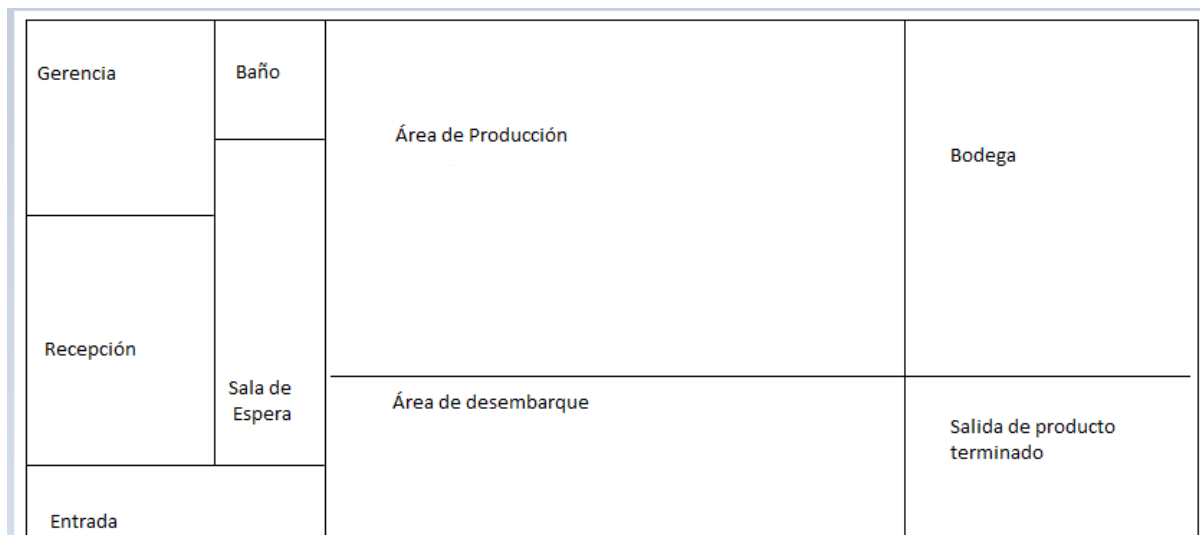 Gerencia
Baño
Área de Producción
Bodega
Recepción
Sala de
Espera
Área de desembarque
Salida de producto
terminado
Entrada